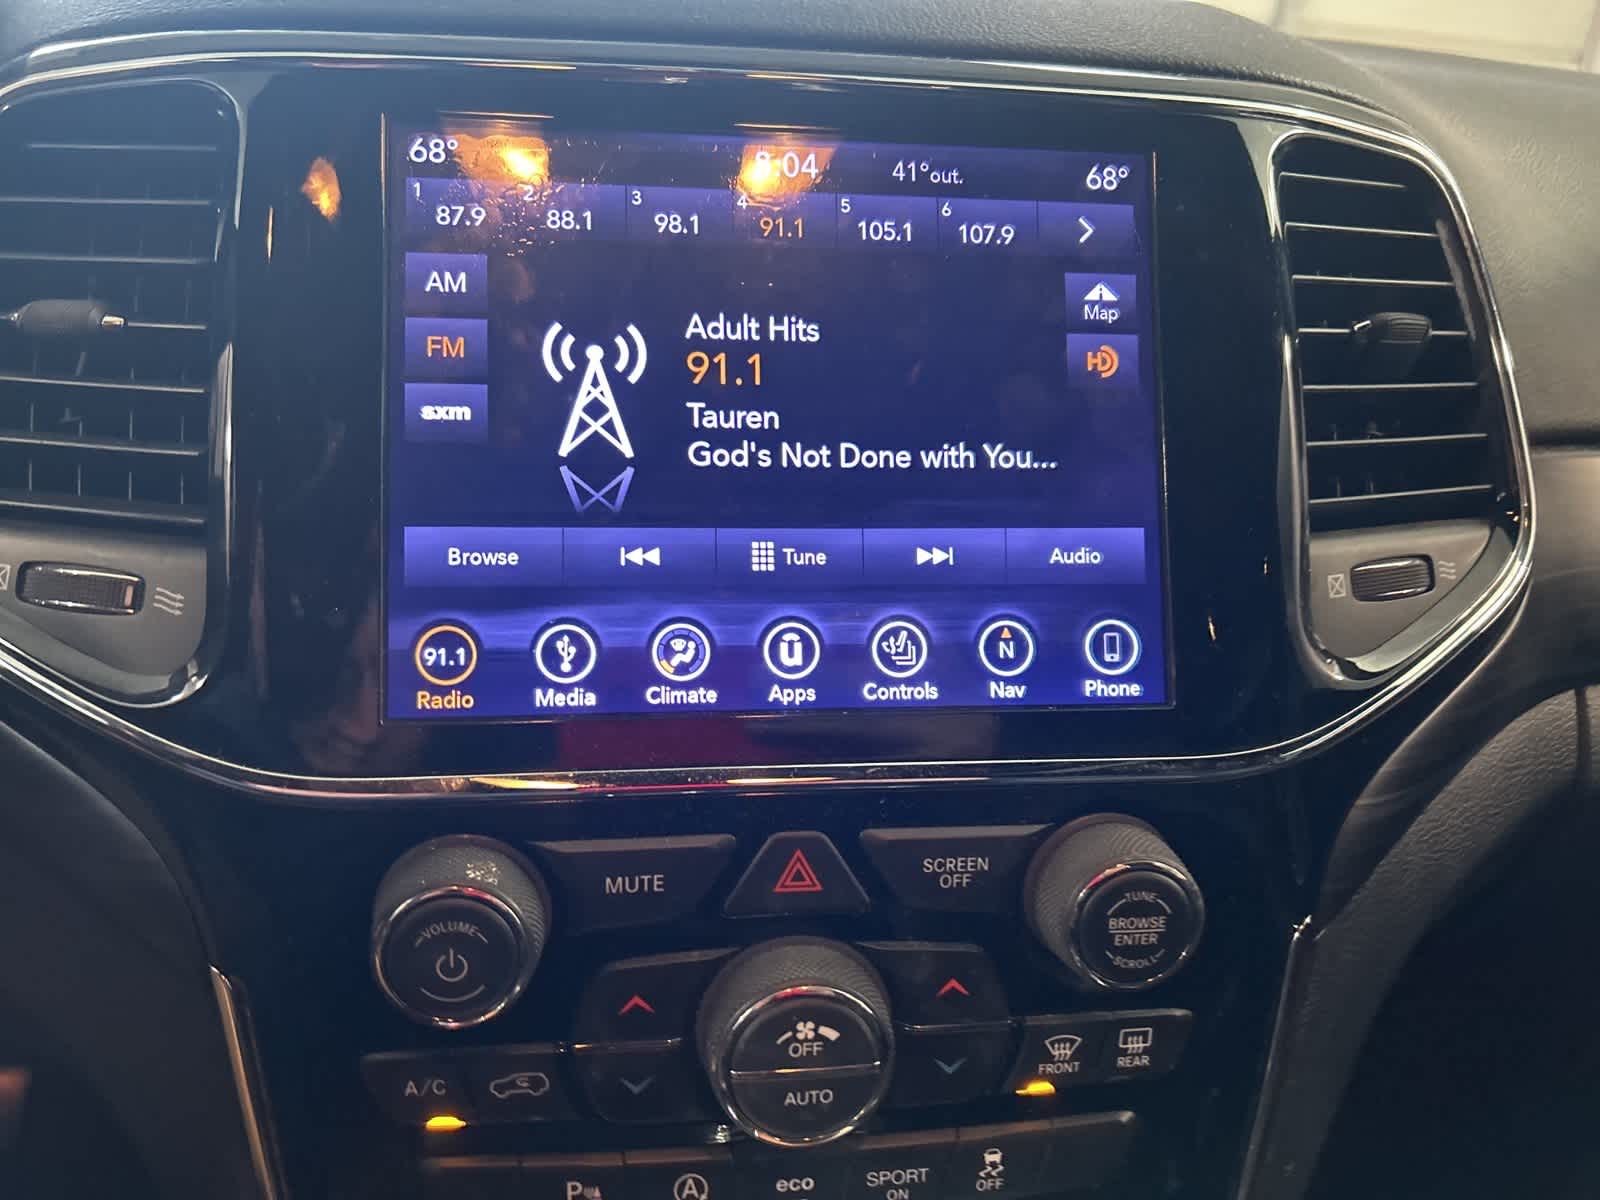 68° 8:04 41°out. 68°
1 87.9 2 88.1 3 98.1 4 91.1 5 105.1 6 107.9
AM
FM
sxm
Adult Hits
91.1
Tauren
God's Not Done with You...
Map
HD
Browse Tune Audio
91.1 N
Radio Media Climate Apps Controls Nav Phone
MUTE
SCREEN
OFF
VOLUME
TUNE
BROWSE
ENTER
SCROLL
OFF
AUTO
A/C
FRONT
REAR
P
A
eco
SPORT
ON
OFF